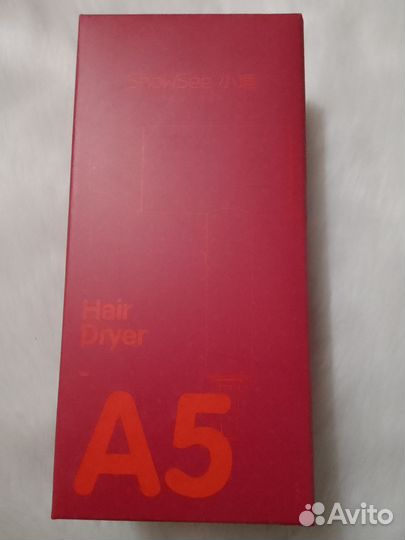 ShowSee 小适
Hair
Dryer
A5
Avito